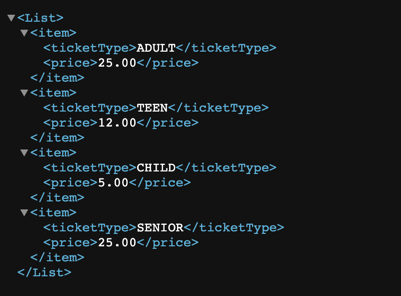 <List>
<item>
<ticketType>ADULT</ticketType>
<price>25.00</price>
</item>
<item>
<ticketType>TEEN</ticketType>
<price>12.00</price>
</item>
<item>
<ticketType>CHILD</ticketType>
<price>5.00</price>
</item>
<item>
<ticketType>SENIOR</ticketType>
<price>25.00</price>
</item>
</List>